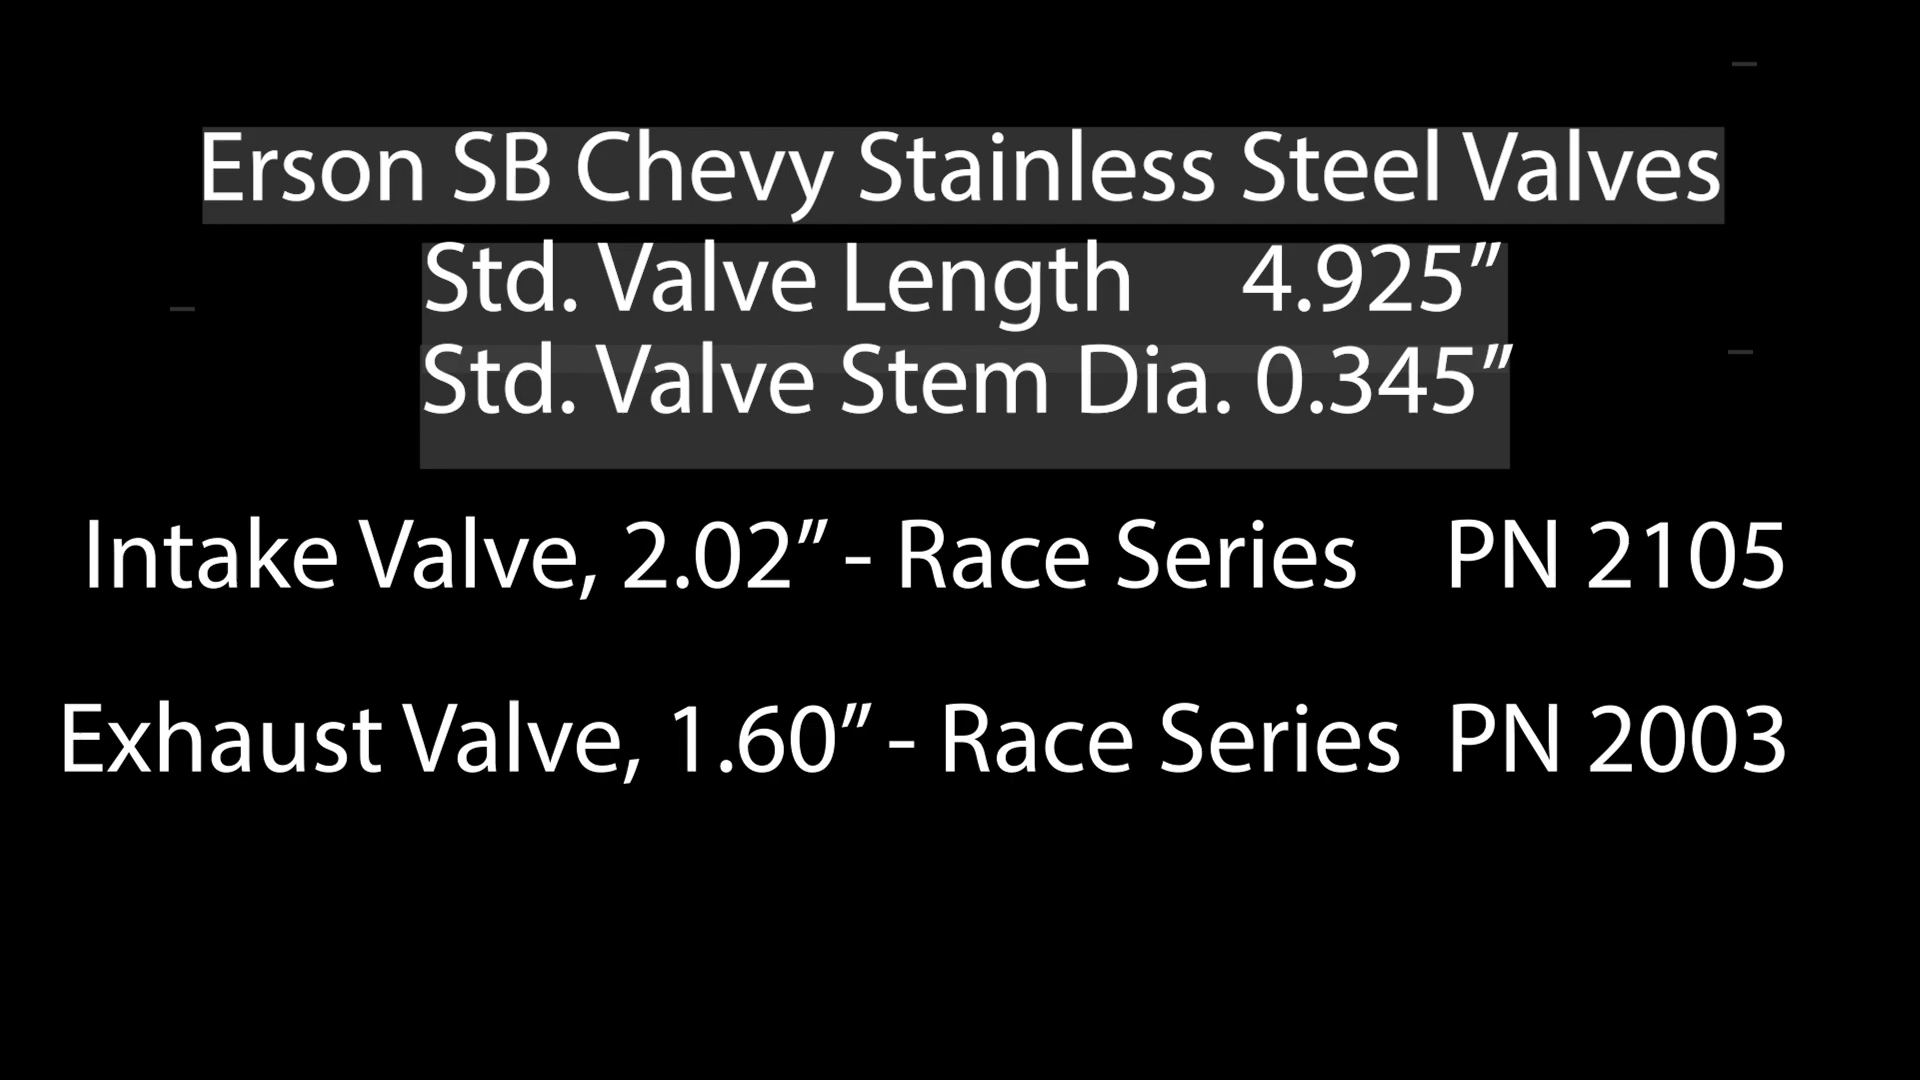 Erson SB Chevy Stainless Steel Valves
Std. Valve Length 4.925”
Std. Valve Stem Dia. 0.345”
Intake Valve, 2.02” - Race Series PN 2105
Exhaust Valve, 1.60” - Race Series PN 2003